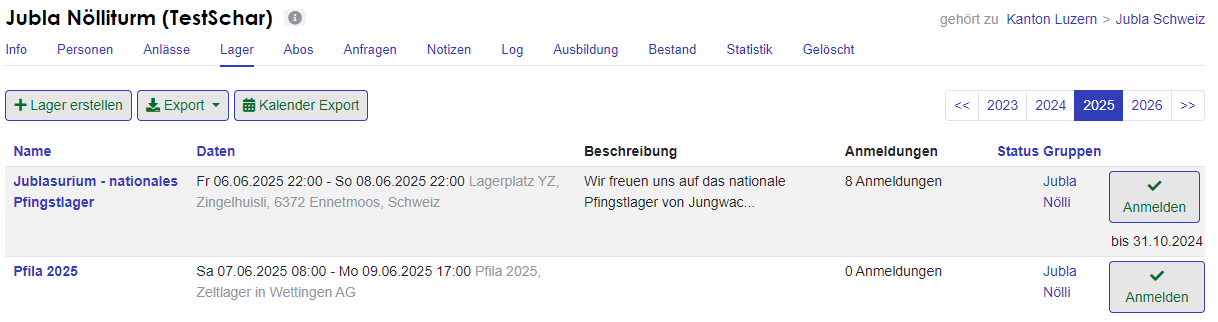 Jubla Nölliturm (TestSchar)
gehört zu Kanton Luzern > Jubla Schweiz
Info Personen Anlässe Lager Abos Anfragen Notizen Log Ausbildung Bestand Statistik Gelöscht
Lager erstellen Export Kalender Export << 2023 2024 2025 2026 >>
Name Daten Beschreibung Anmeldungen Status Gruppen
Jublasurium - nationales Fr 06.06.2025 22:00 - So 08.06.2025 22:00 Lagerplatz YZ, Wir freuen uns auf das nationale 8 Anmeldungen Jubla
Pfingstlager Zingelhuisli, 6372 Ennetmoos, Schweiz Pfingstlager von Jungwac... Nölli Anmelden
bis 31.10.2024
Pfila 2025 Sa 07.06.2025 08:00 - Mo 09.06.2025 17:00 Pfila 2025, 0 Anmeldungen Jubla
Zeltlager in Wettingen AG Nölli Anmelden